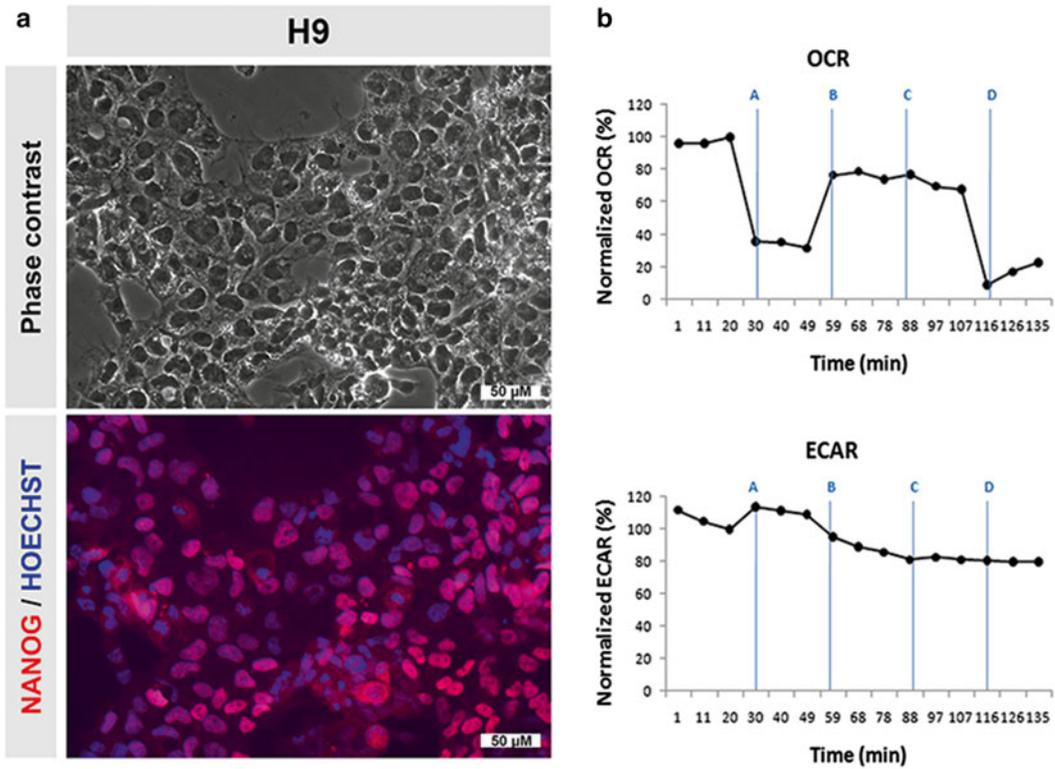 a
H9
Phase contrast
50 µM
NANOG / HOECHST
50 µM
b
OCR
A B C D
Normalized OCR (%)
120
100
80
60
40
20
0
1 11 20 30 40 49 59 68 78 88 97 107 116 126 135
Time (min)
ECAR
A B C D
Normalized ECAR (%)
120
100
80
60
40
20
0
1 11 20 30 40 49 59 68 78 88 97 107 116 126 135
Time (min)